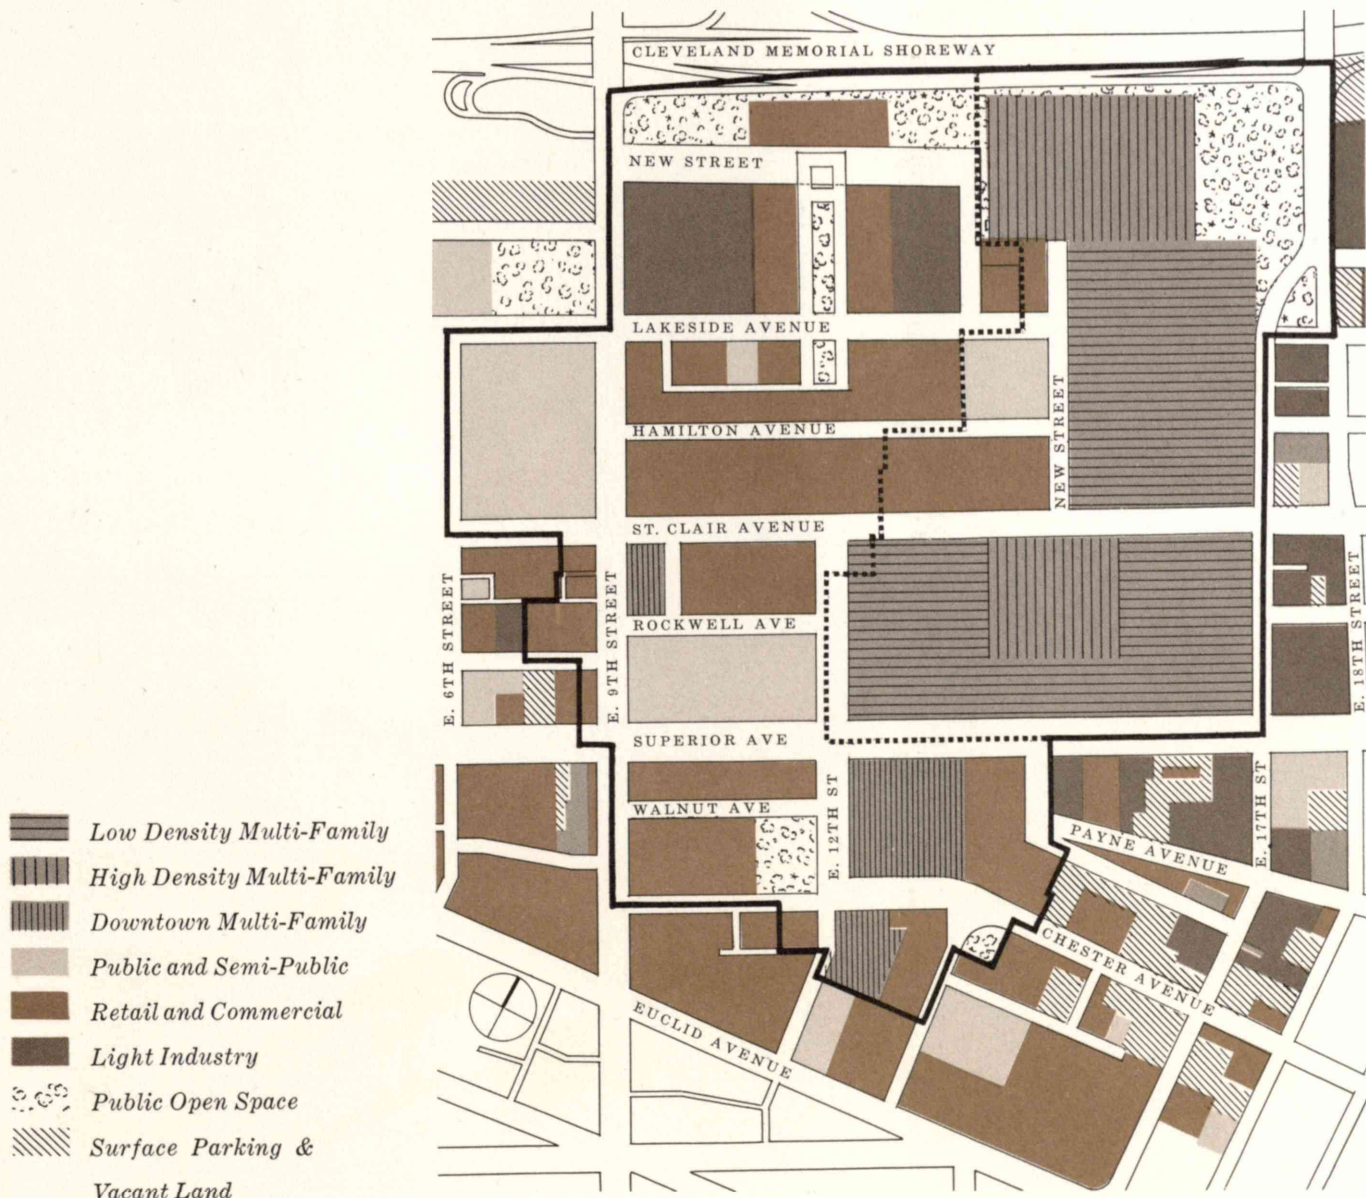 CLEVELAND MEMORIAL SHOREWAY
NEW STREET
LAKESIDE AVENUE
HAMILTON AVENUE
NEW STREET
ST. CLAIR AVENUE
E. 6TH STREET
E. 9TH STREET
ROCKWELL AVE
E. 18TH STREET
SUPERIOR AVE
WALNUT AVE
E. 12TH ST
E. 17TH ST
PAYNE AVENUE
CHESTER AVENUE
EUCLID AVENUE
Low Density Multi-Family
High Density Multi-Family
Downtown Multi-Family
Public and Semi-Public
Retail and Commercial
Light Industry
Public Open Space
Surface Parking &
Vacant Land